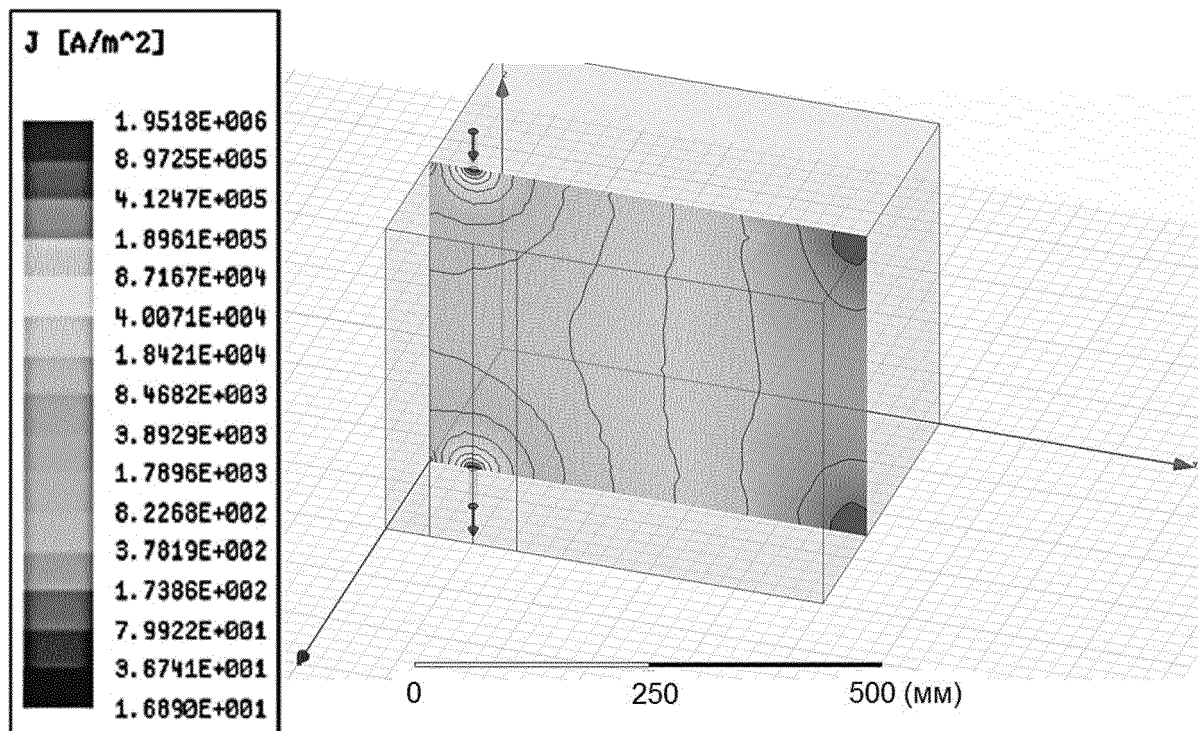 J [A/m^2]
1.9518E+006
8.9725E+005
4.1247E+005
1.8961E+005
8.7167E+004
4.0071E+004
1.8421E+004
8.4682E+003
3.8929E+003
1.7896E+003
8.2268E+002
3.7819E+002
1.7386E+002
7.9922E+001
3.6741E+001
1.6890E+001
0 250 500 (мм)